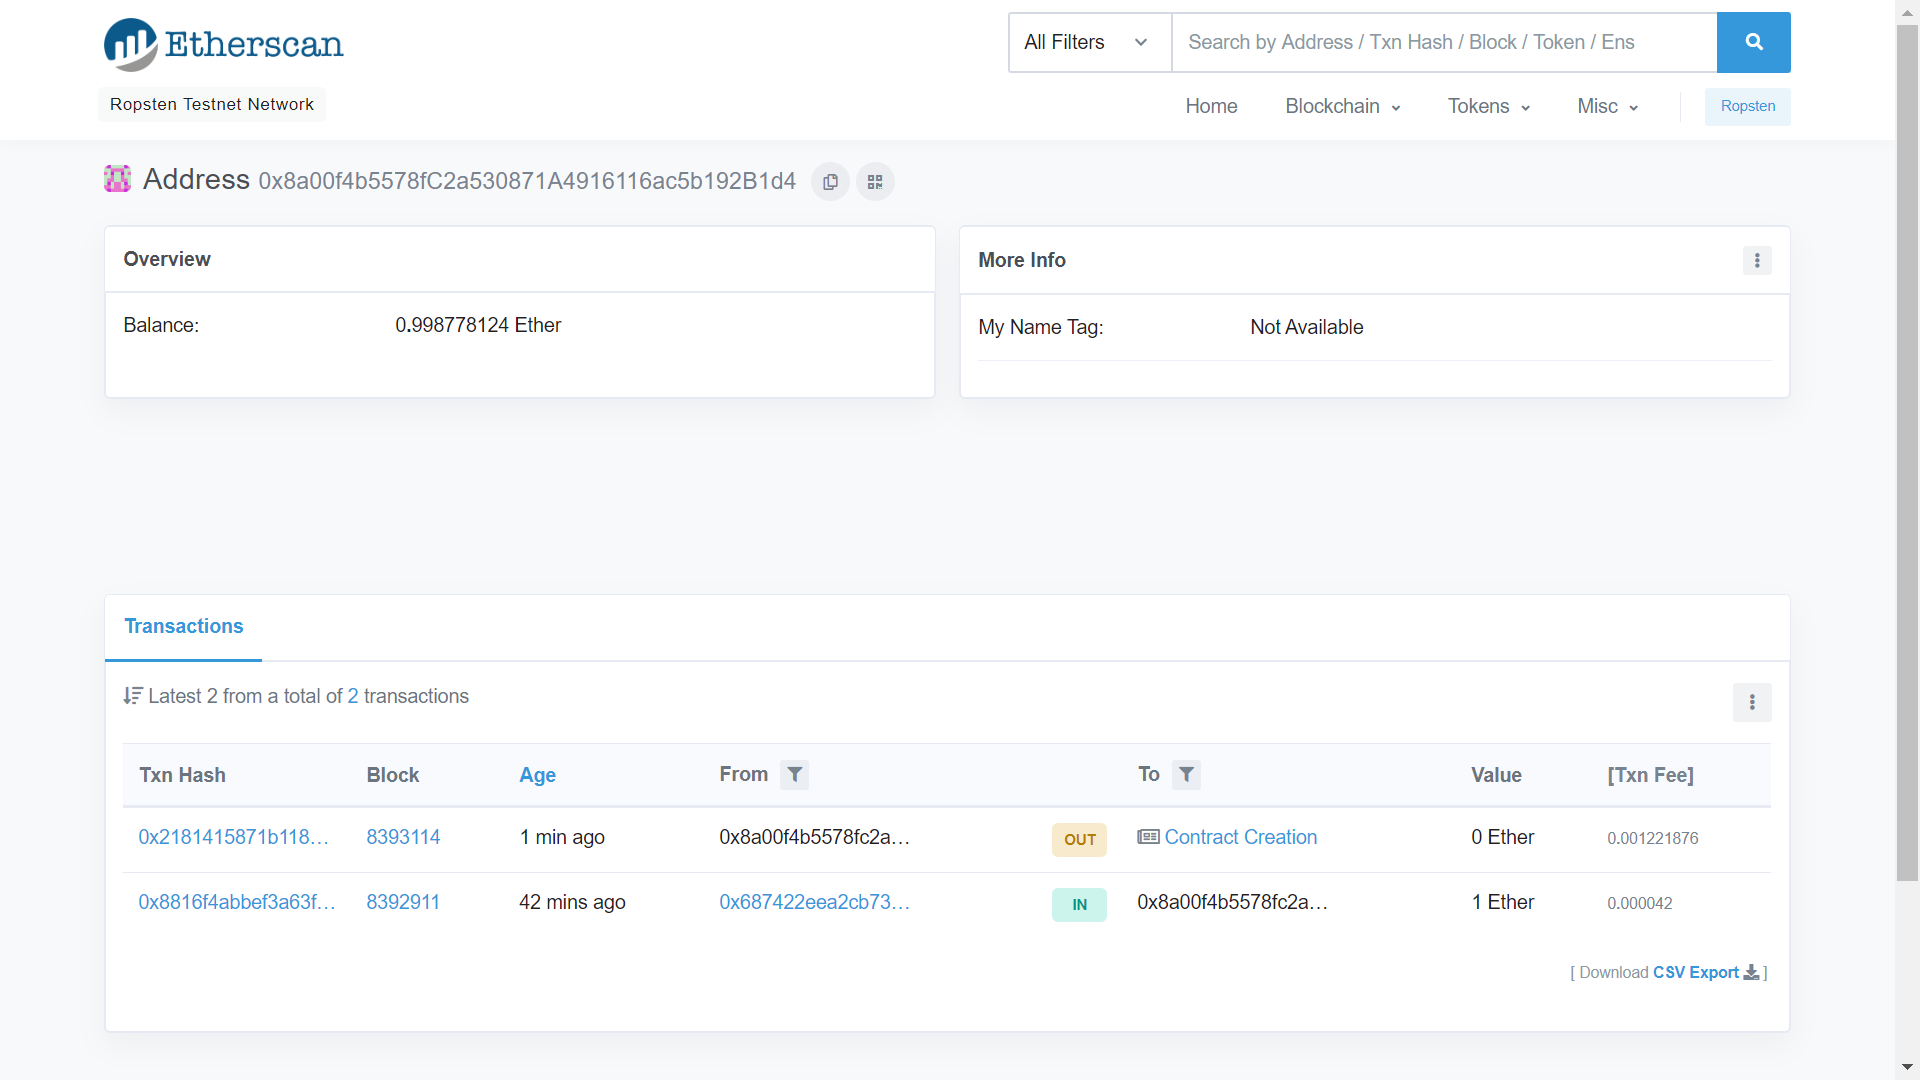 Etherscan
All Filters
Search by Address / Txn Hash / Block / Token / Ens
Ropsten Testnet Network
Home
Blockchain
Tokens
Misc
Ropsten
Address 0x8a00f4b5578fC2a530871A4916116ac5b192B1d4
Overview
Balance: 0.998778124 Ether
More Info
My Name Tag: Not Available
Transactions
Latest 2 from a total of 2 transactions
Txn Hash Block Age From To Value [Txn Fee]
0x2181415871b118... 8393114 1 min ago 0x8a00f4b5578fc2a... OUT Contract Creation 0 Ether 0.001221876
0x8816f4abbef3a63f... 8392911 42 mins ago 0x687422eea2cb73... IN 0x8a00f4b5578fc2a... 1 Ether 0.000042
[ Download CSV Export ]